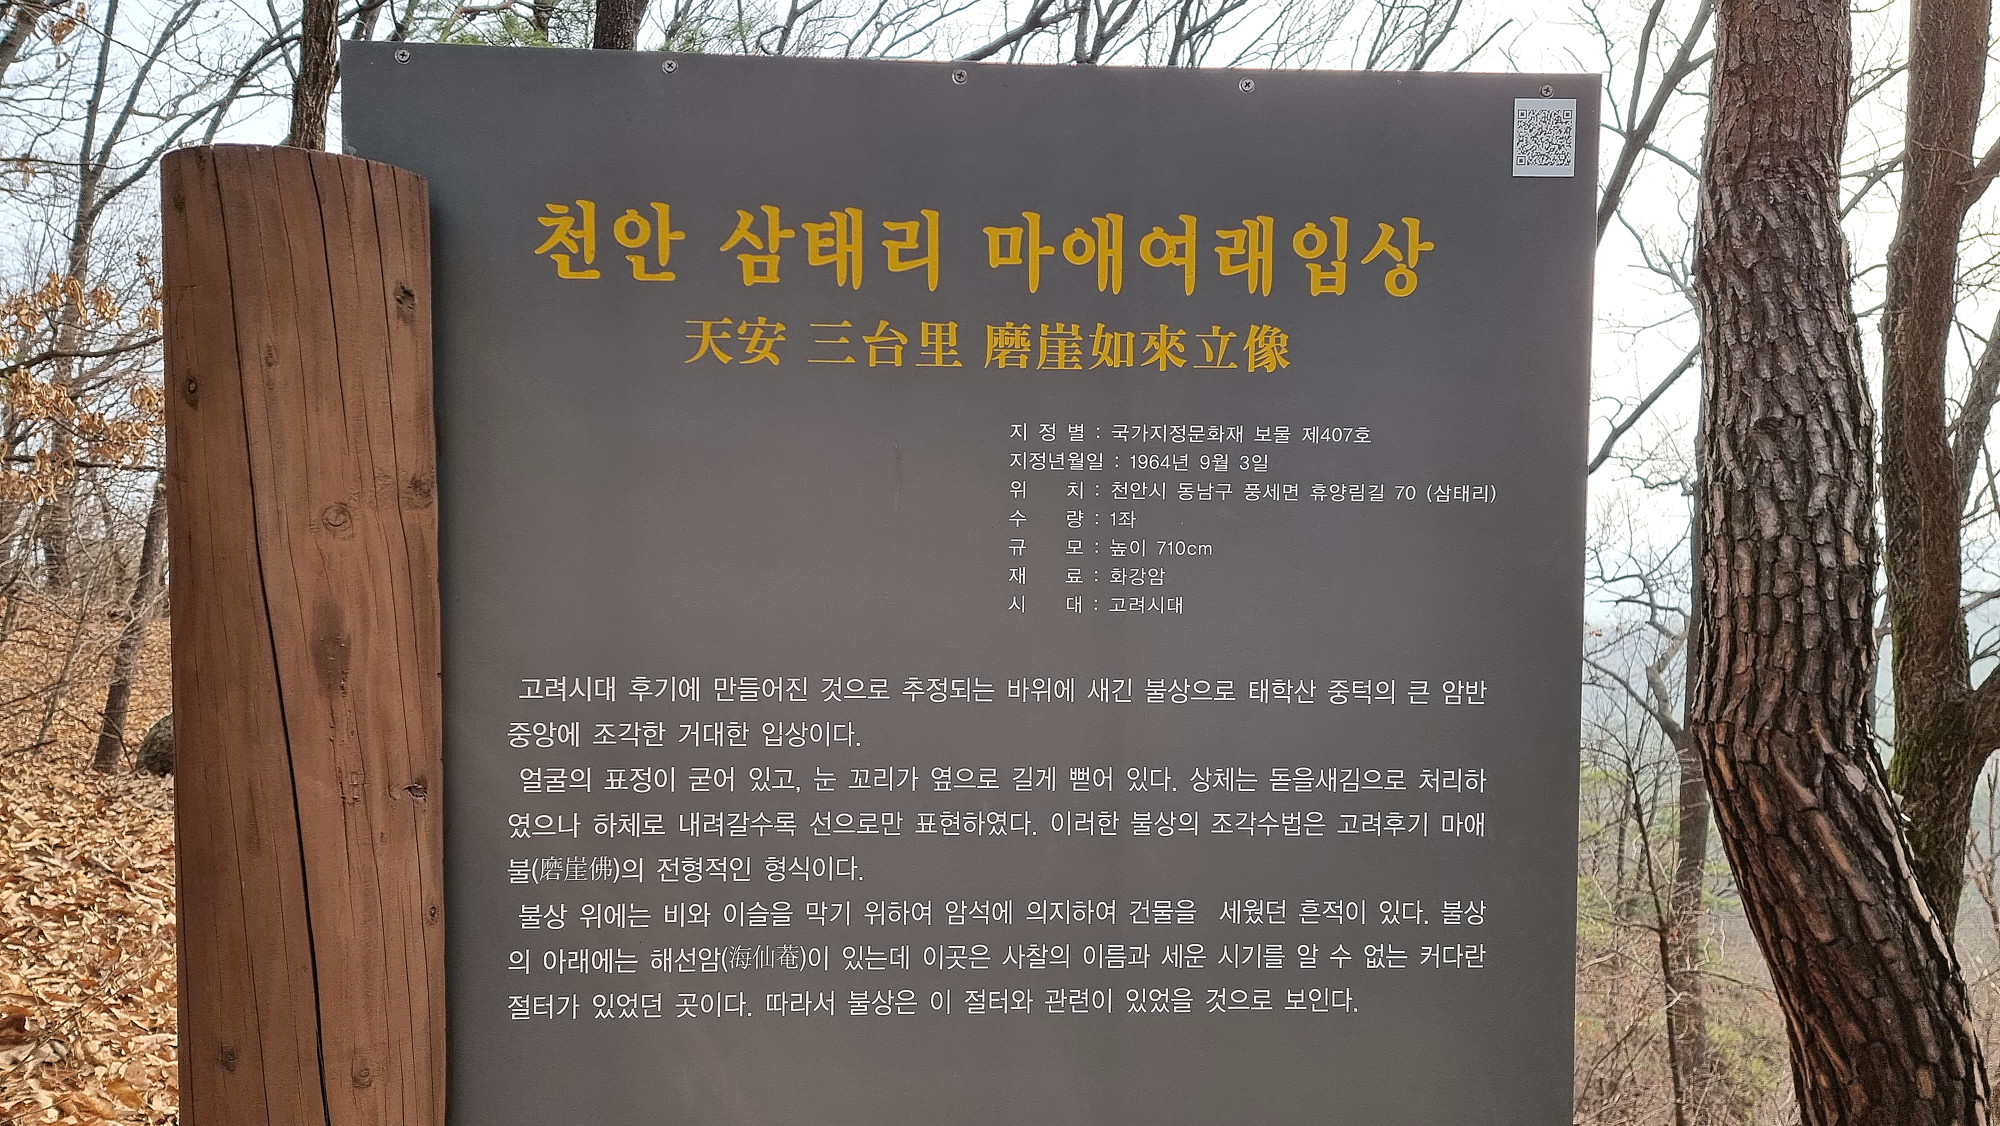 천안 삼태리 마애여래입상
天安 三台里 磨崖如來立像
지 정 별 : 국가지정문화재 보물 제407호
지정년월일 : 1964년 9월 3일
위 치 : 천안시 동남구 풍세면 휴양림길 70 (삼태리)
수 량 : 1좌
규 모 : 높이 710cm
재 료 : 화강암
시 대 : 고려시대
고려시대 후기에 만들어진 것으로 추정되는 바위에 새긴 불상으로 태학산 중턱의 큰 암반
중앙에 조각한 거대한 입상이다.
얼굴의 표정이 굳어 있고, 눈 꼬리가 옆으로 길게 뻗어 있다. 상체는 돋을새김으로 처리하
였으나 하체로 내려갈수록 선으로만 표현하였다. 이러한 불상의 조각수법은 고려후기 마애
불(磨崖佛)의 전형적인 형식이다.
불상 위에는 비와 이슬을 막기 위하여 암석에 의지하여 건물을 세웠던 흔적이 있다. 불상
의 아래에는 해선암(海仙菴)이 있는데 이곳은 사찰의 이름과 세운 시기를 알 수 없는 커다란
절터가 있었던 곳이다. 따라서 불상은 이 절터와 관련이 있었을 것으로 보인다.